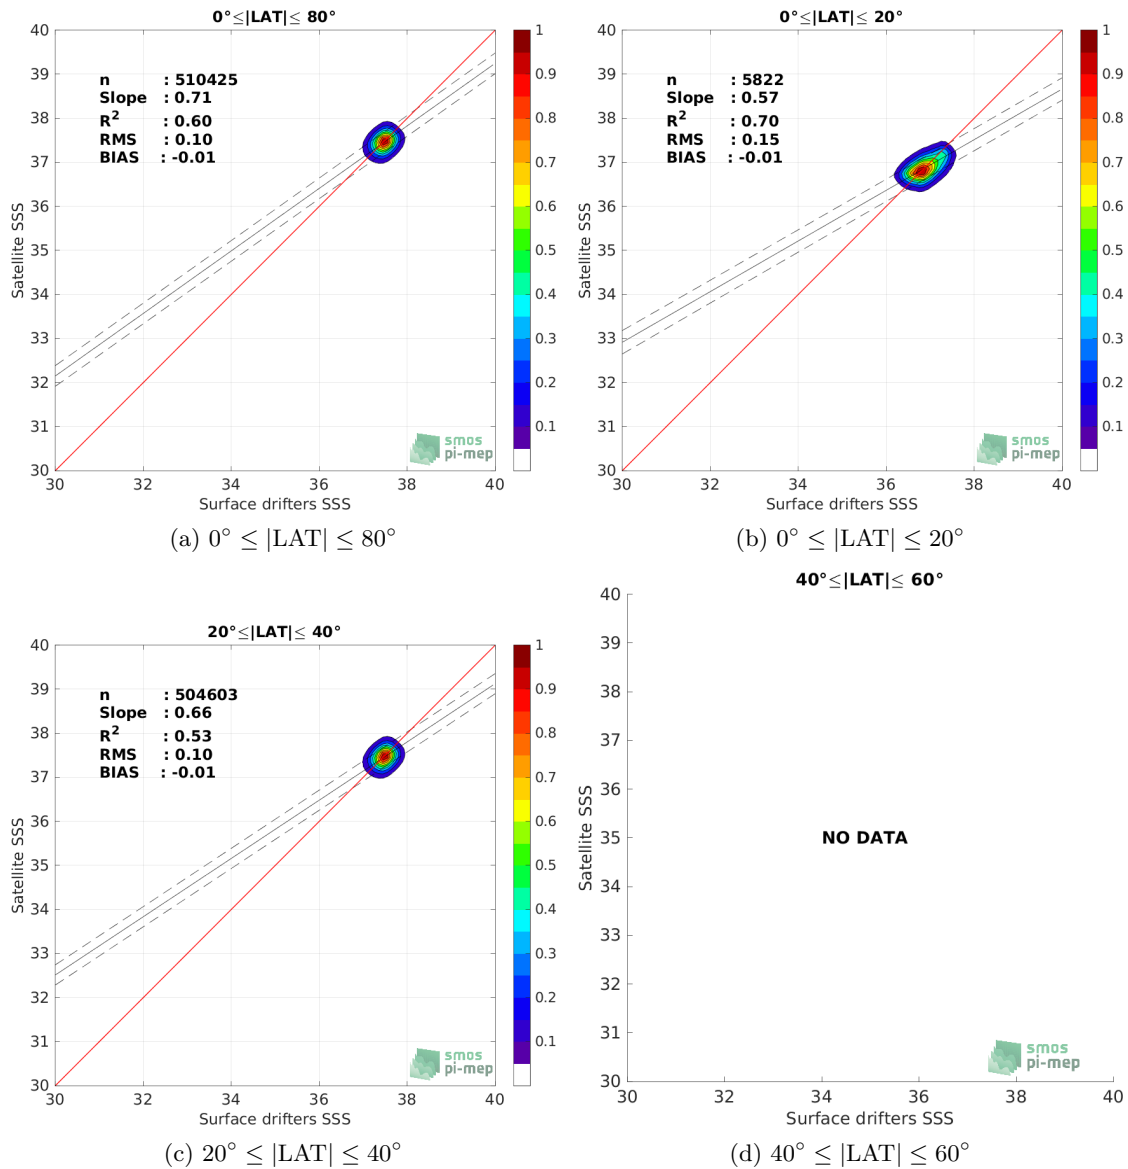 0°≤|LAT|≤ 80°
40
39
38
37
36
35
34
33
32
31
30
Satellite SSS
n : 510425
Slope : 0.71
R2 : 0.60
RMS : 0.10
BIAS : -0.01
1
0.9
0.8
0.7
0.6
0.5
0.4
0.3
0.2
0.1
smos
pi-mep
30 32 34 36 38 40
Surface drifters SSS
(a) 0° ≤ |LAT| ≤ 80°
0°≤|LAT|≤ 20°
40
39
38
37
36
35
34
33
32
31
30
Satellite SSS
n : 5822
Slope : 0.57
R2 : 0.70
RMS : 0.15
BIAS : -0.01
1
0.9
0.8
0.7
0.6
0.5
0.4
0.3
0.2
0.1
smos
pi-mep
30 32 34 36 38 40
Surface drifters SSS
(b) 0° ≤ |LAT| ≤ 20°
20°≤|LAT|≤ 40°
40
39
38
37
36
35
34
33
32
31
30
Satellite SSS
n : 504603
Slope : 0.66
R2 : 0.53
RMS : 0.10
BIAS : -0.01
1
0.9
0.8
0.7
0.6
0.5
0.4
0.3
0.2
0.1
smos
pi-mep
30 32 34 36 38 40
Surface drifters SSS
(c) 20° ≤ |LAT| ≤ 40°
40°≤|LAT|≤ 60°
40
39
38
37
36
35
34
33
32
31
30
Satellite SSS
NO DATA
smos
pi-mep
30 32 34 36 38 40
Surface drifters SSS
(d) 40° ≤ |LAT| ≤ 60°